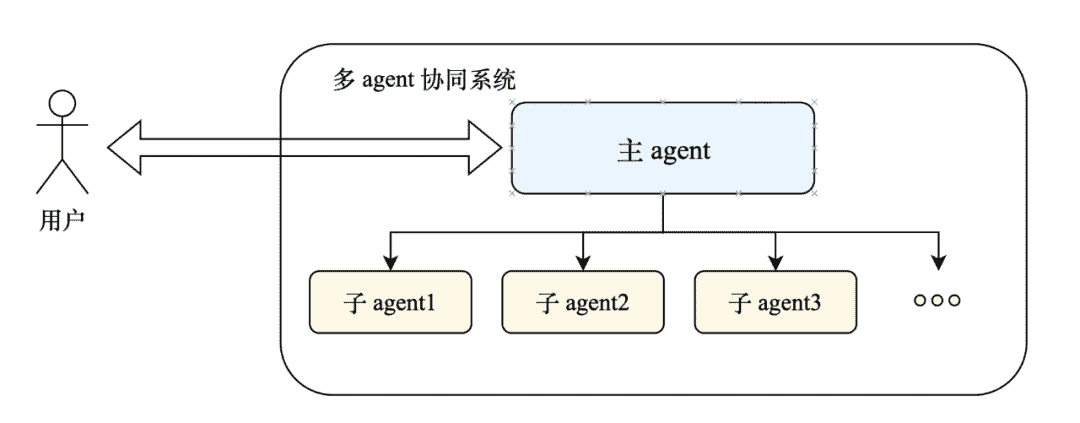 多 agent 协同系统
主 agent
用户
子 agent1
子 agent2
子 agent3